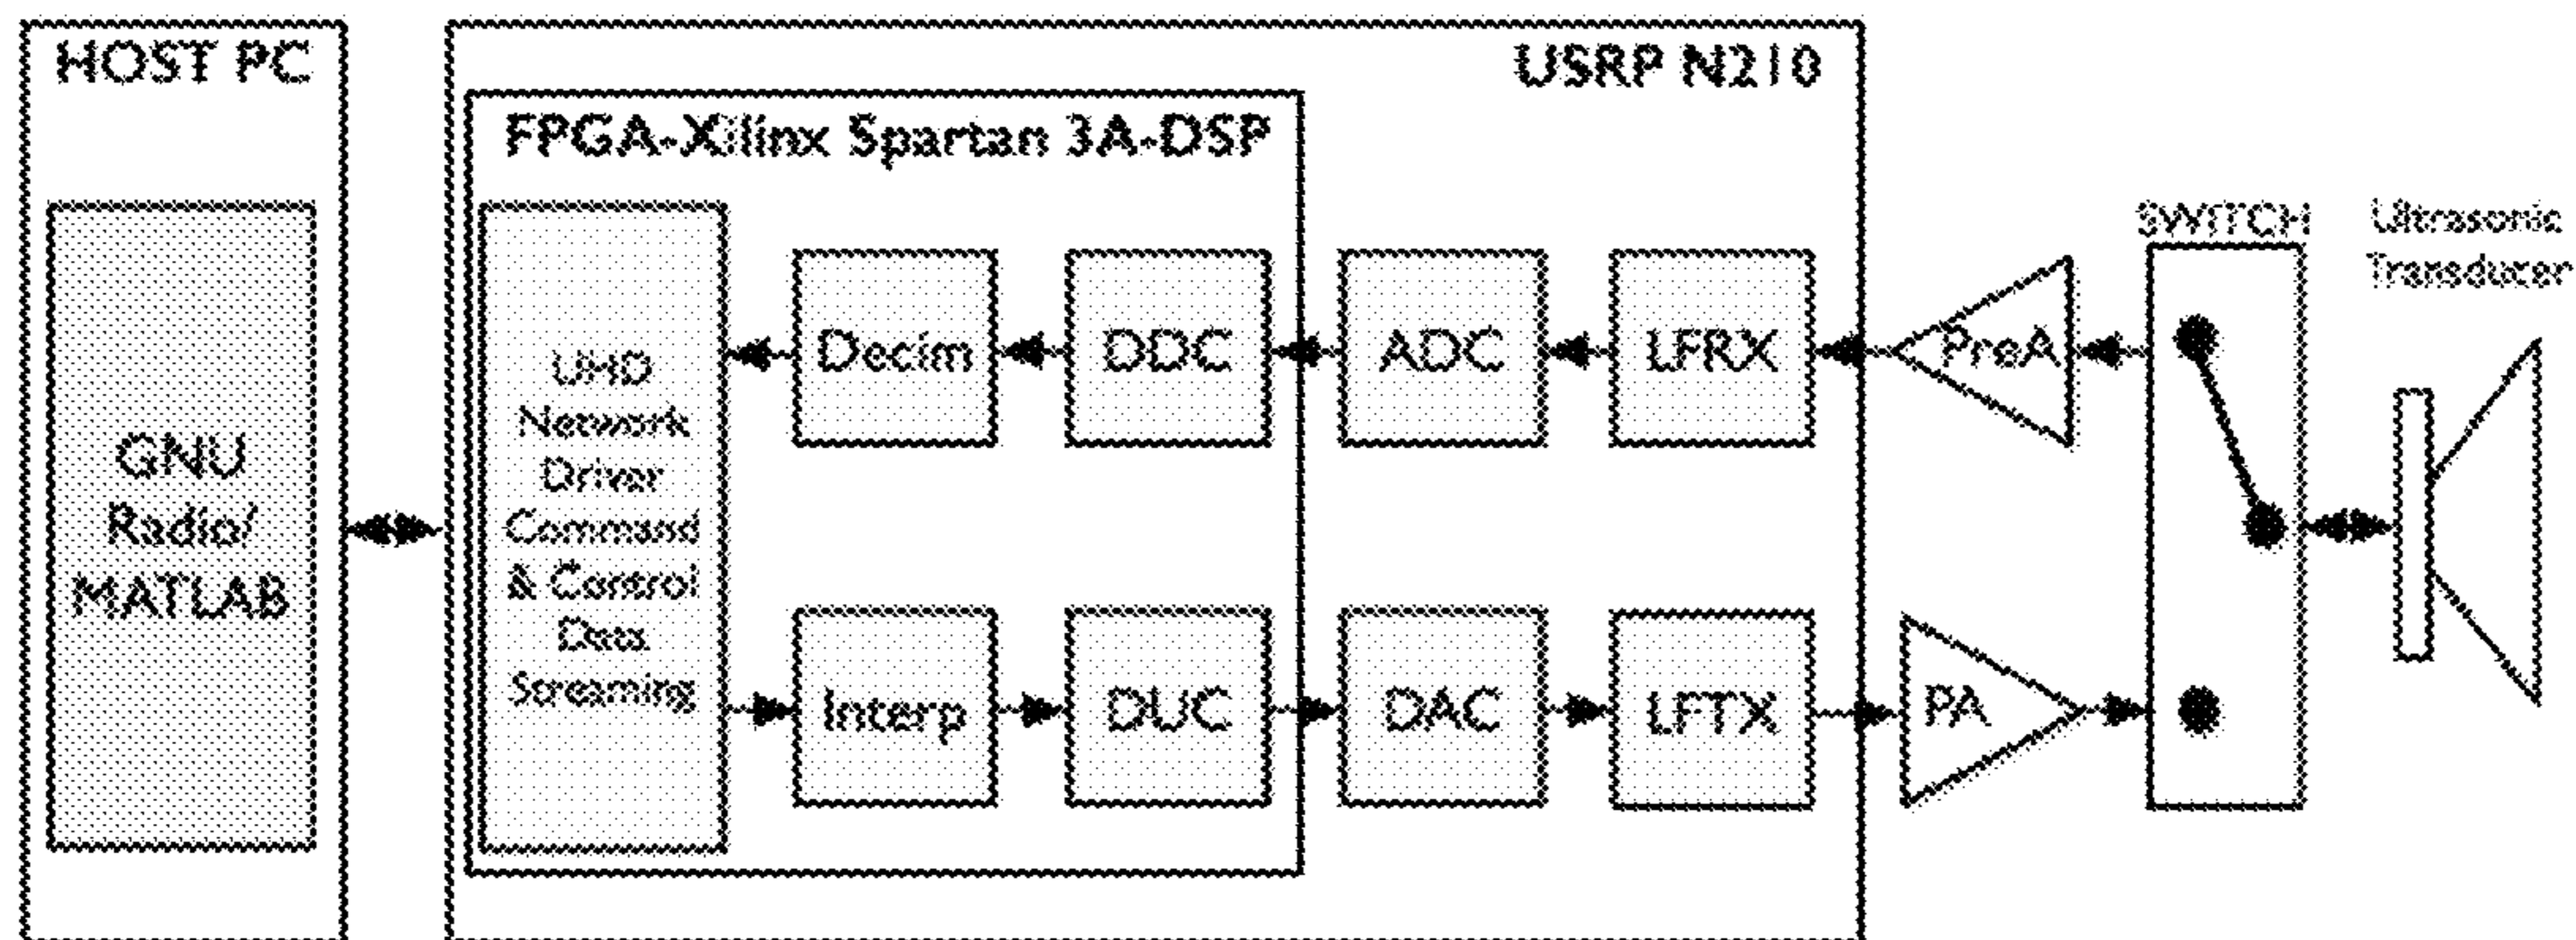 HOST PC
GNU
Radio/
MATLAB
USRP N210
FPGA-Xilinx Spartan 3A-DSP
UHD
Network
Driver
Command
& Control
Data
Streaming
Decim
DDC
ADC
LFRX
PreA
Interp
DUC
DAC
LFTX
PA
SWITCH
Ultrasonic
Transducer